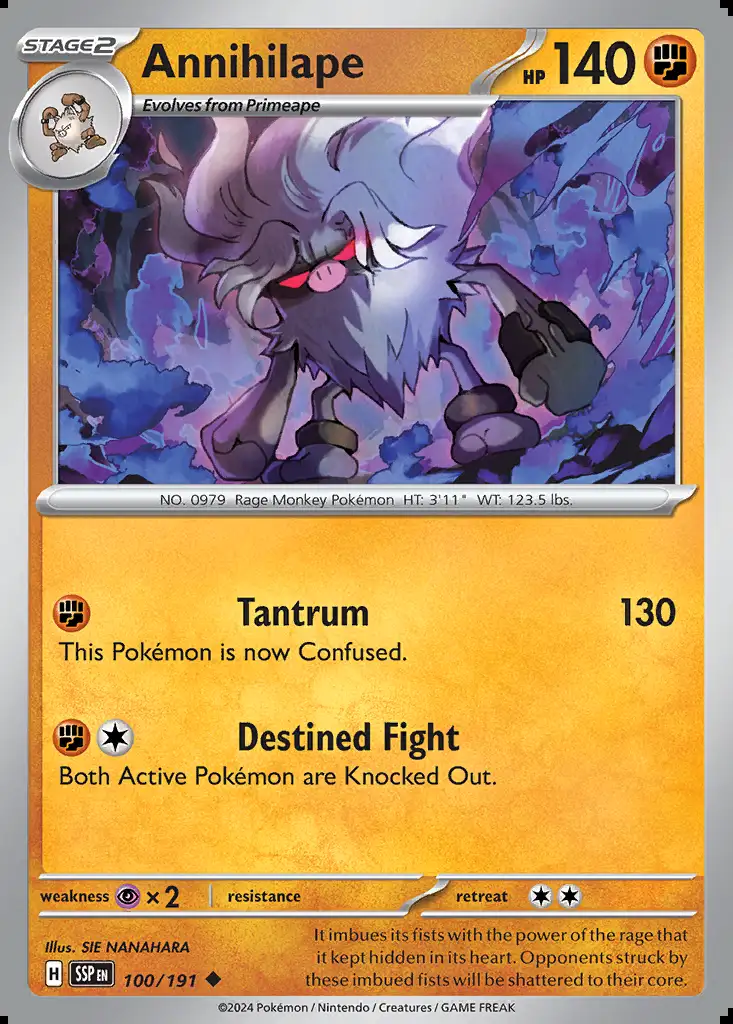 STAGE2
Annihilape
HP 140
Evolves from Primeape
NO. 0979 Rage Monkey Pokémon HT: 3'11" WT: 123.5 lbs.
Tantrum 130
This Pokémon is now Confused.
Destined Fight
Both Active Pokémon are Knocked Out.
weakness ×2 resistance retreat
Illus. SIE NANAHARA
H SSP EN 100/191
It imbues its fists with the power of the rage that
it kept hidden in its heart. Opponents struck by
these imbued fists will be shattered to their core.
©2024 Pokémon / Nintendo / Creatures / GAME FREAK